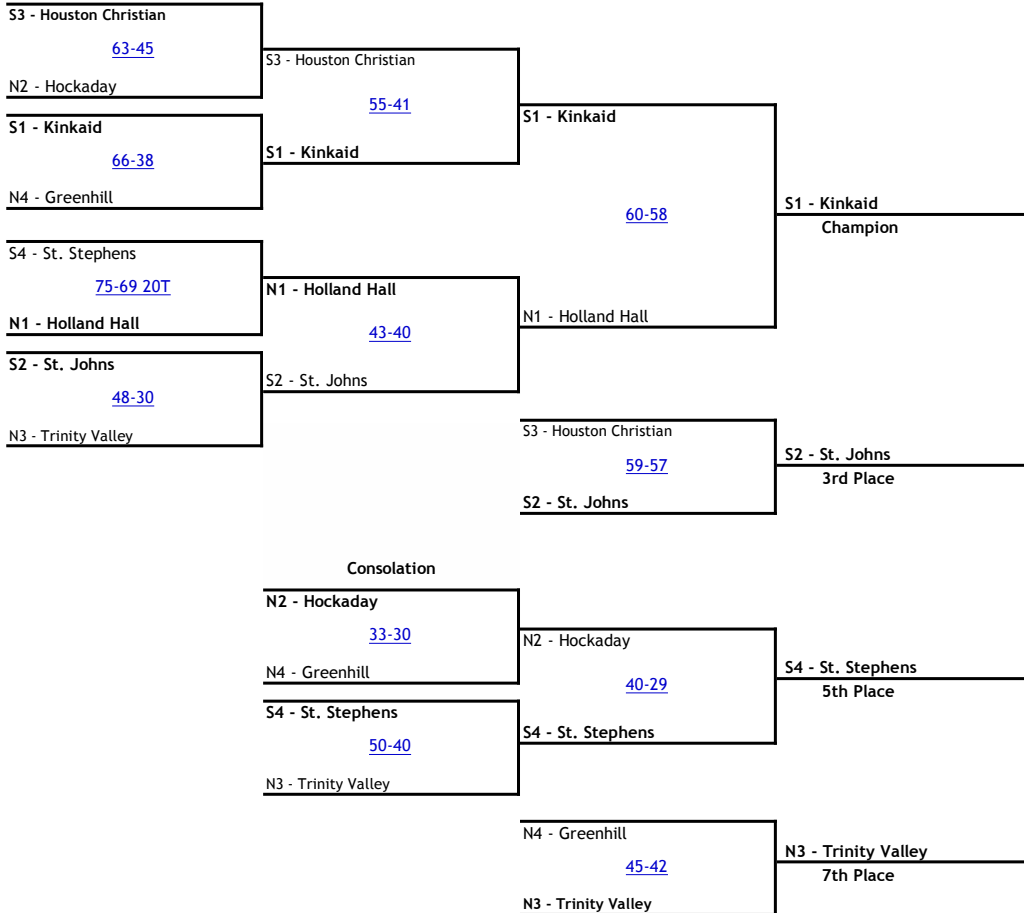 S3 - Houston Christian
63-45
N2 - Hockaday
S1 - Kinkaid
66-38
N4 - Greenhill
S4 - St. Stephens
75-69 20T
N1 - Holland Hall
S2 - St. Johns
48-30
N3 - Trinity Valley
S3 - Houston Christian
55-41
S1 - Kinkaid
N1 - Holland Hall
43-40
S2 - St. Johns
S1 - Kinkaid
60-58
N1 - Holland Hall
S1 - Kinkaid
Champion
S3 - Houston Christian
59-57
S2 - St. Johns
S2 - St. Johns
3rd Place
Consolation
N2 - Hockaday
33-30
N4 - Greenhill
S4 - St. Stephens
50-40
N3 - Trinity Valley
N2 - Hockaday
40-29
S4 - St. Stephens
S4 - St. Stephens
5th Place
N4 - Greenhill
45-42
N3 - Trinity Valley
N3 - Trinity Valley
7th Place